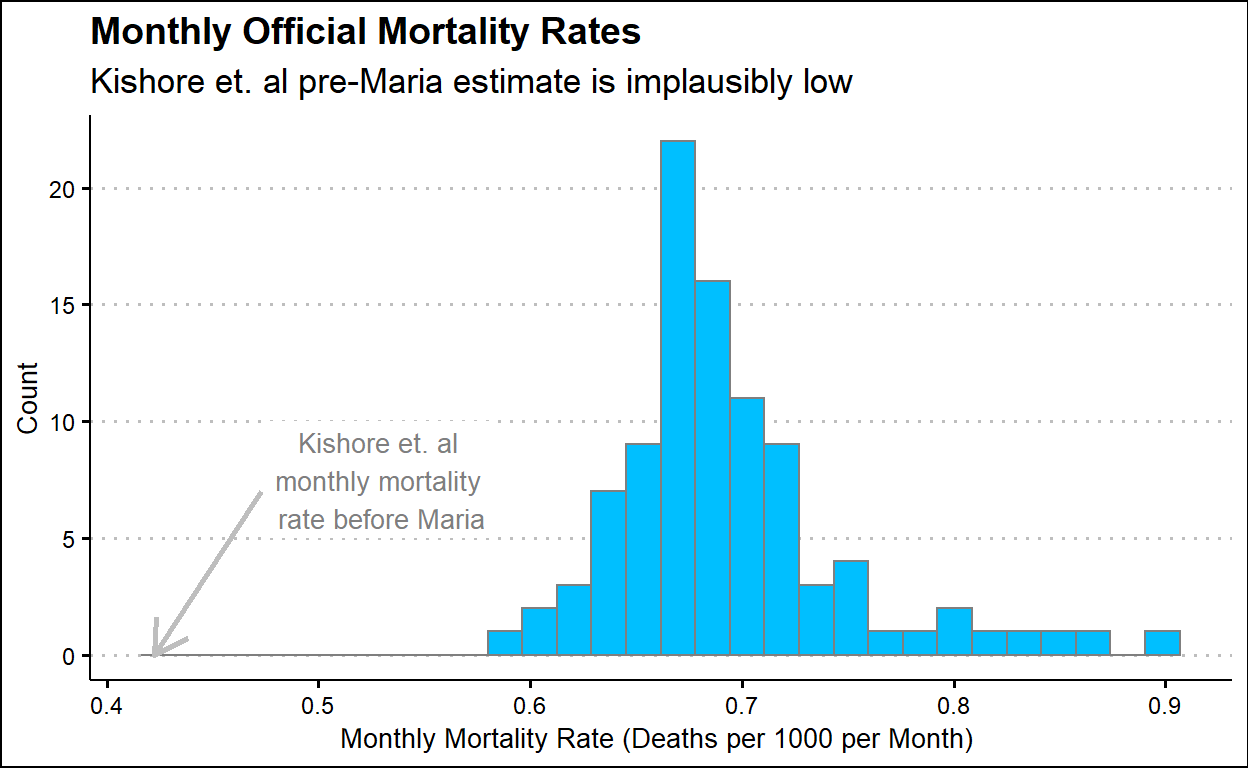 Monthly Official Mortality Rates
Kishore et. al pre-Maria estimate is implausibly low
Count
20
15
10
5
0
Kishore et. al
monthly mortality
rate before Maria
0.4
0.5
0.6
0.7
0.8
0.9
Monthly Mortality Rate (Deaths per 1000 per Month)